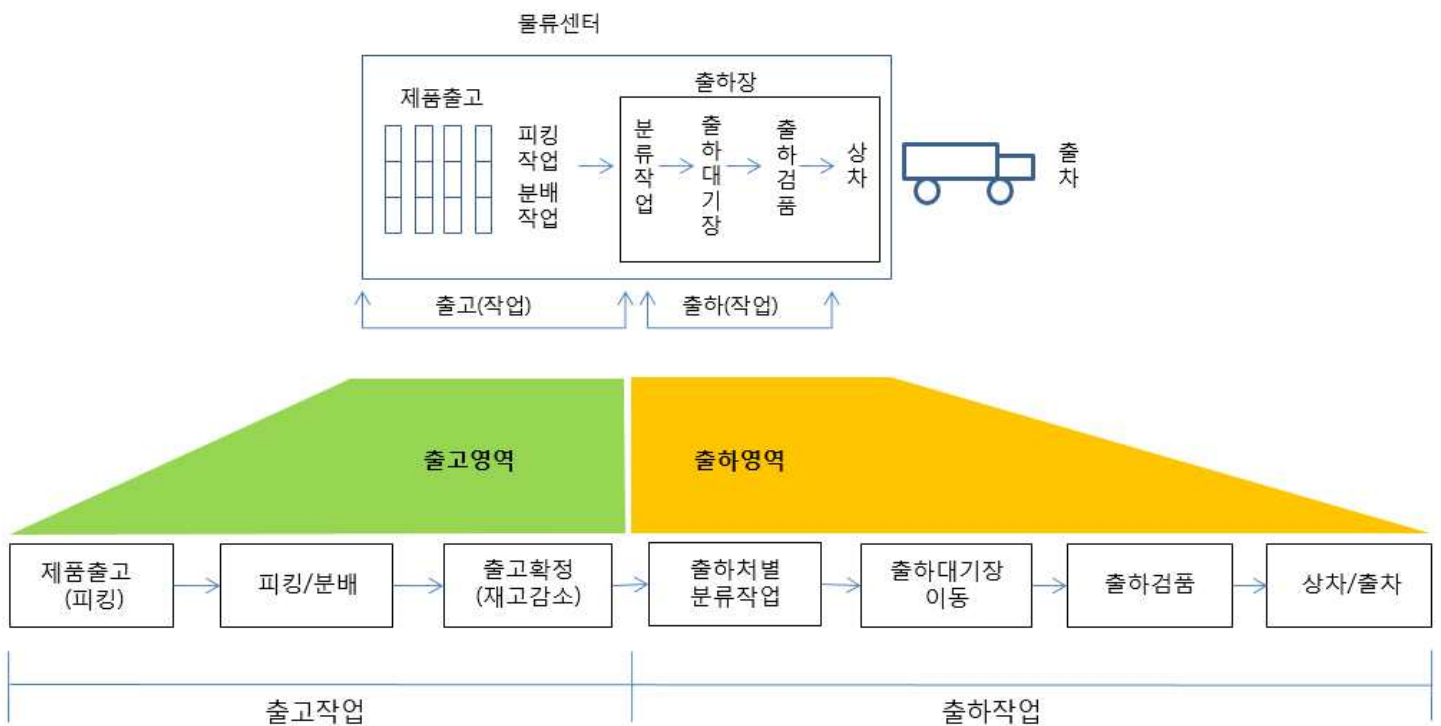 물류센터
출하장
제품출고
피킹
작업
분배
작업
분류작업
출하대기장
출하검품
상차
출차
출고(작업)
출하(작업)
출고영역
출하영역
제품출고
(피킹)
피킹/분배
출고확정
(재고감소)
출하처별
분류작업
출하대기장
이동
출하검품
상차/출차
출고작업
출하작업